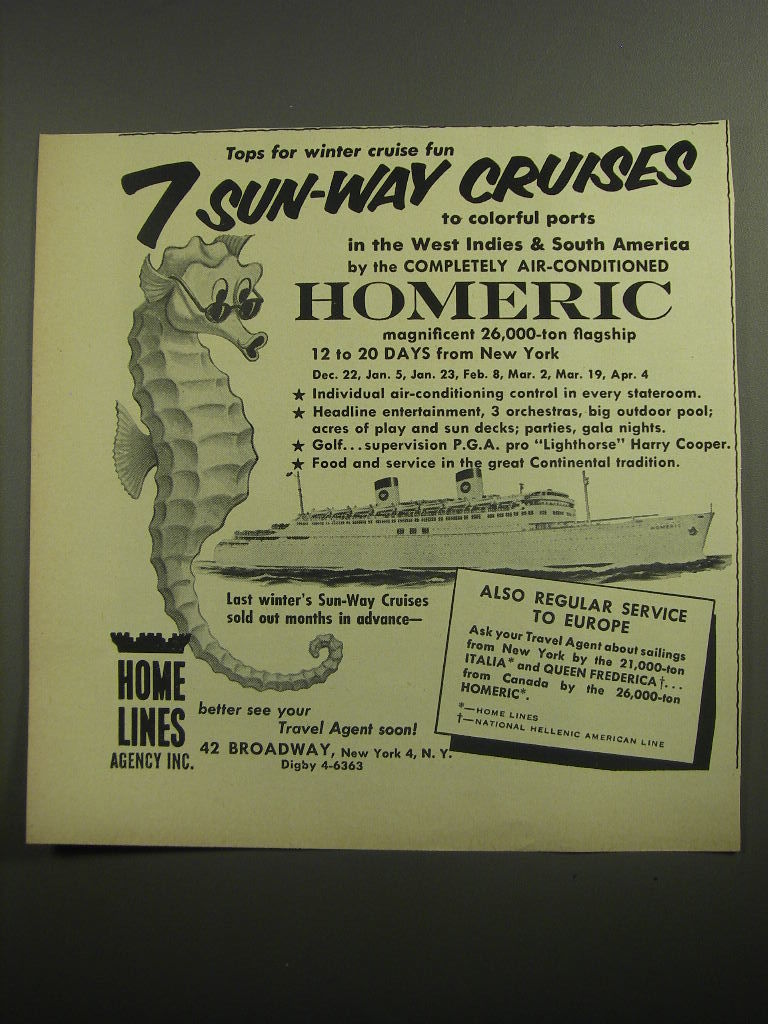 Tops for winter cruise fun
7 SUN-WAY CRUISES
to colorful ports
in the West Indies & South America
by the COMPLETELY AIR-CONDITIONED
HOMERIC
magnificent 26,000-ton flagship
12 to 20 DAYS from New York
Dec. 22, Jan. 5, Jan. 23, Feb. 8, Mar. 2, Mar. 19, Apr. 4
★ Individual air-conditioning control in every stateroom.
★ Headline entertainment, 3 orchestras, big outdoor pool;
acres of play and sun decks; parties, gala nights.
★ Golf...supervision P.G.A. pro "Lighthorse" Harry Cooper.
★ Food and service in the great Continental tradition.
HOMERIC
Last winter's Sun-Way Cruises
sold out months in advance—
ALSO REGULAR SERVICE
TO EUROPE
Ask your Travel Agent about sailings
from New York by the 21,000-ton
ITALIA* and QUEEN FREDERICA†...
from Canada by the 26,000-ton
HOMERIC*.
*—HOME LINES
†—NATIONAL HELLENIC AMERICAN LINE
HOME
LINES
AGENCY INC.
better see your
Travel Agent soon!
42 BROADWAY, New York 4, N. Y.
Digby 4-6363